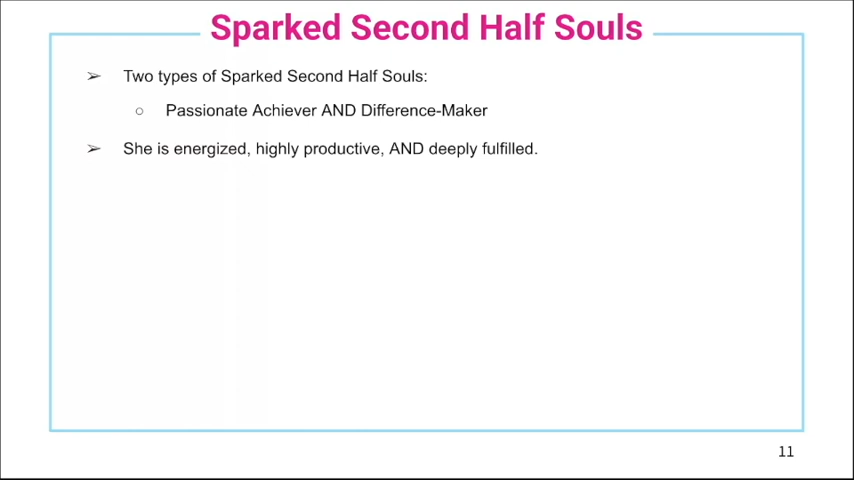 Sparked Second Half Souls
➢ Two types of Sparked Second Half Souls:
○ Passionate Achiever AND Difference-Maker
➢ She is energized, highly productive, AND deeply fulfilled.
11